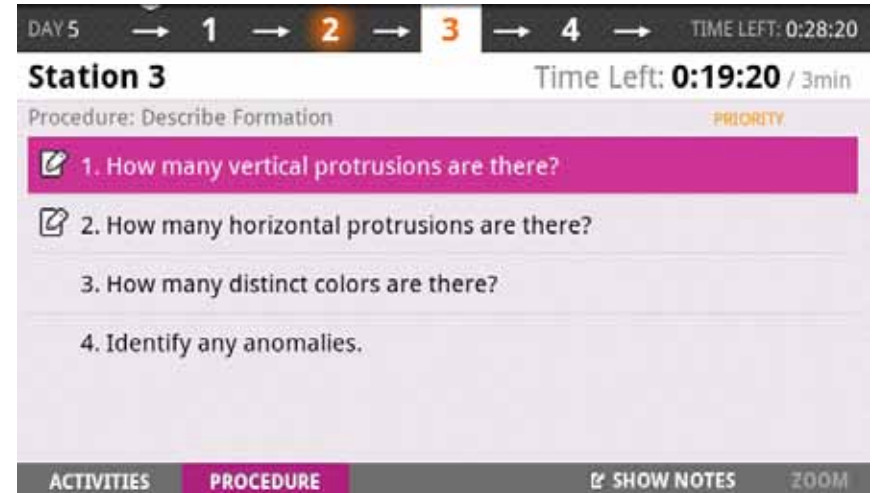 DAY 5 → 1 → 2 → 3 → 4 → TIME LEFT: 0:28:20
Station 3 Time Left: 0:19:20 / 3min
Procedure: Describe Formation PRIORITY
1. How many vertical protrusions are there?
2. How many horizontal protrusions are there?
3. How many distinct colors are there?
4. Identify any anomalies.
ACTIVITIES PROCEDURE SHOW NOTES ZOOM